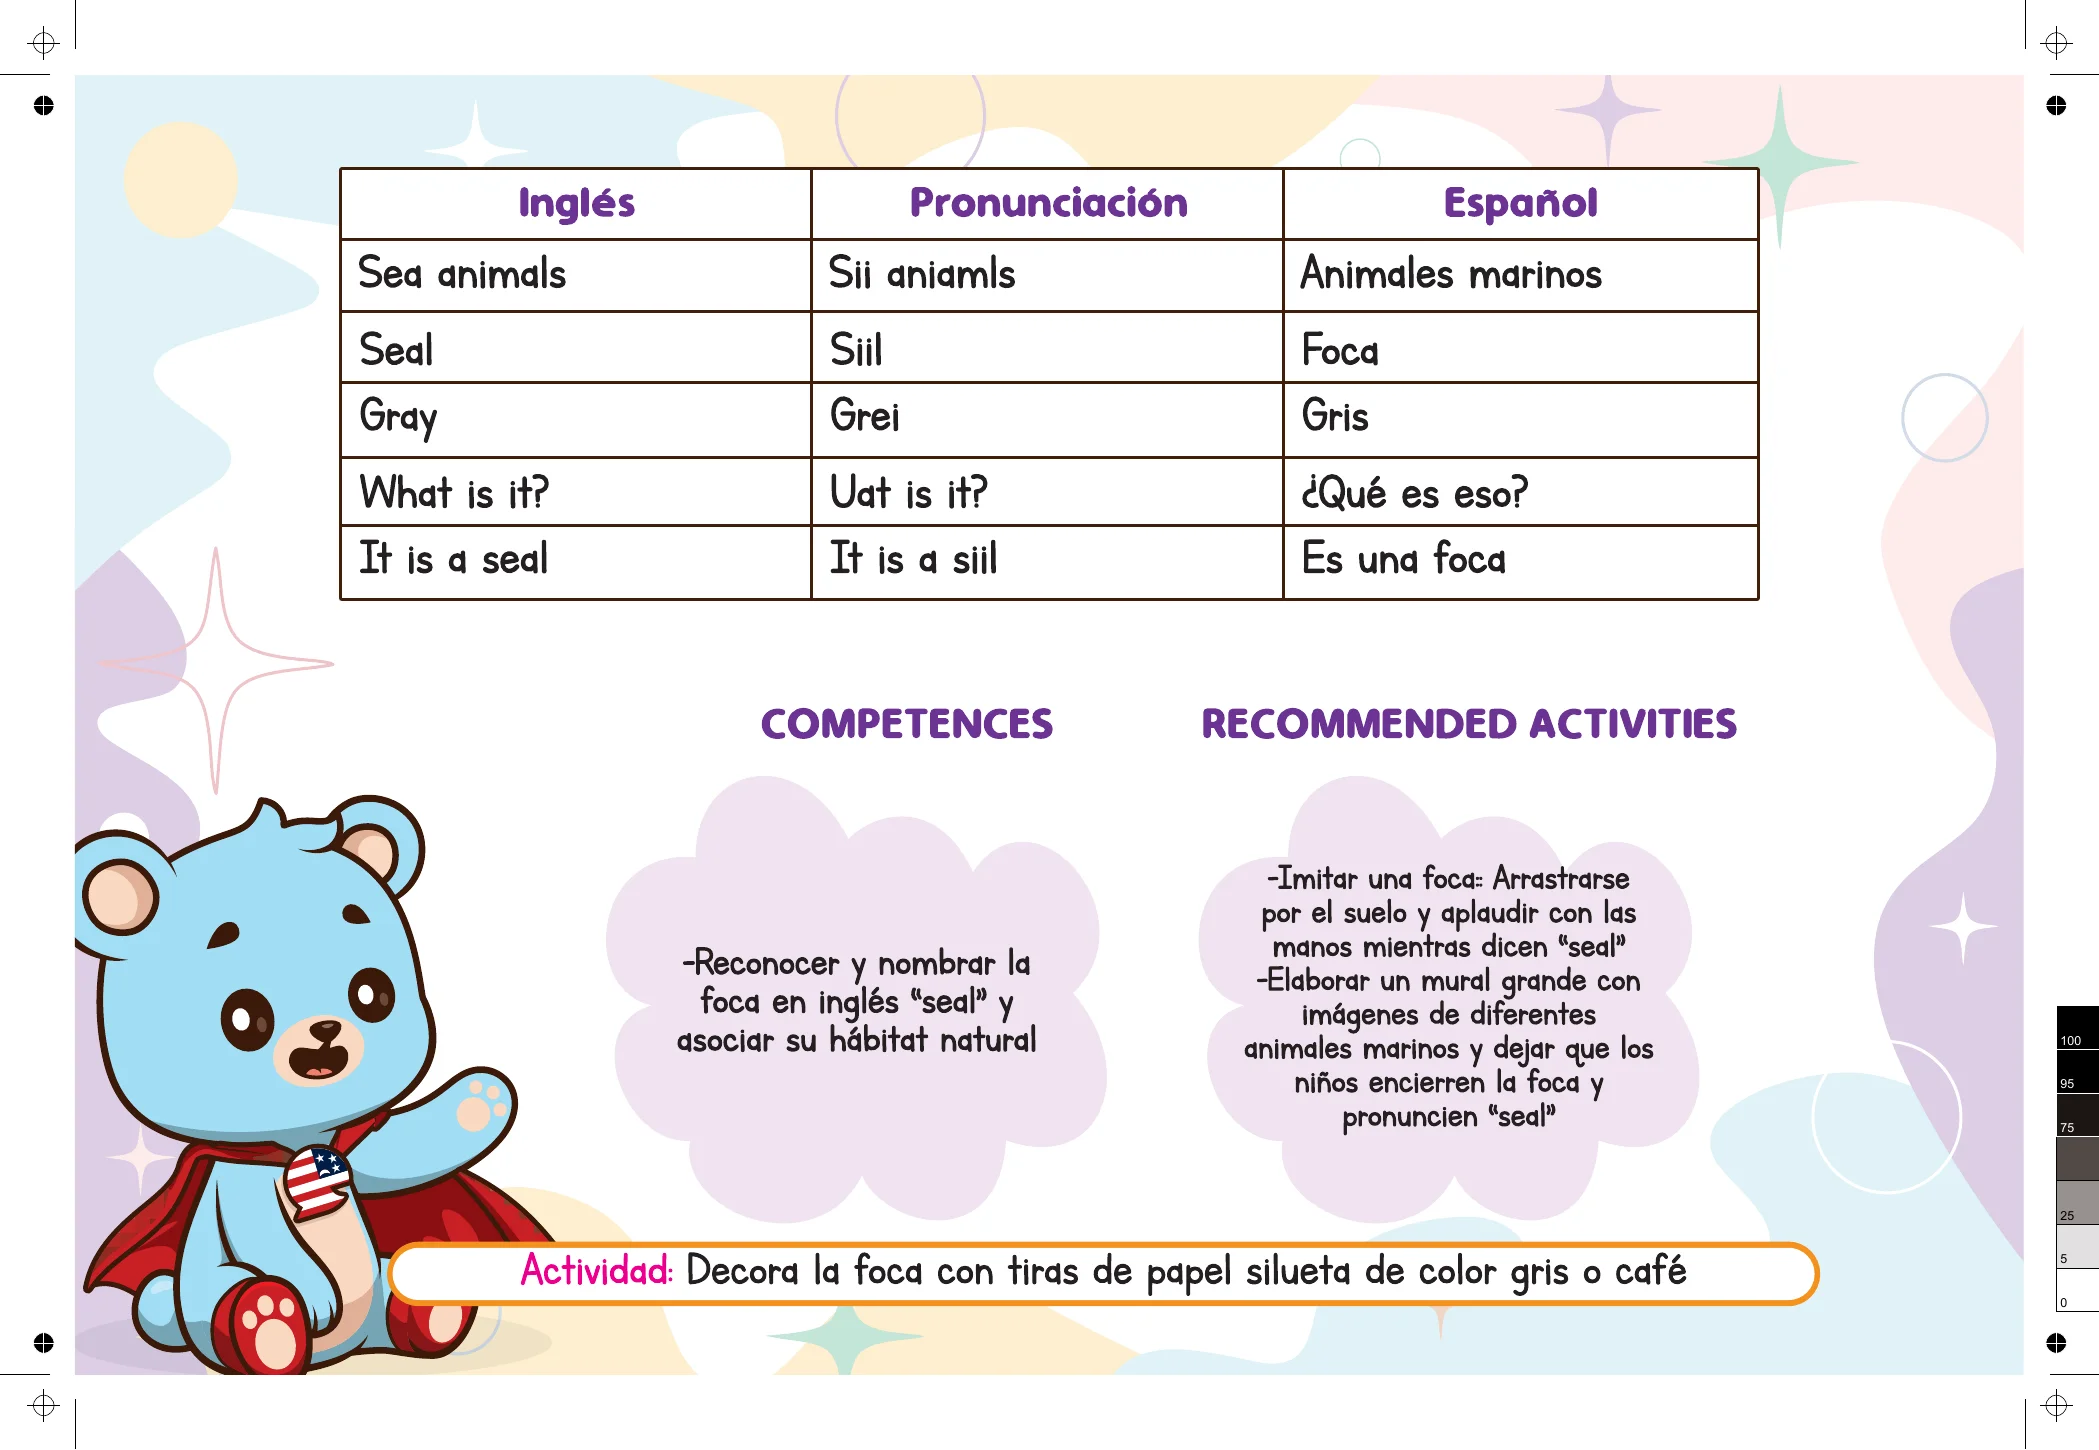 Inglés Pronunciación Español
Sea animals Sii aniamls Animales marinos
Seal Siil Foca
Gray Grei Gris
What is it? Uat is it? ¿Qué es eso?
It is a seal It is a siil Es una foca
COMPETENCES
-Reconocer y nombrar la
foca en inglés “seal” y
asociar su hábitat natural
RECOMMENDED ACTIVITIES
-Imitar una foca:: Arrastrarse
por el suelo y aplaudir con las
manos mientras dicen “seal”
-Elaborar un mural grande con
imágenes de diferentes
animales marinos y dejar que los
niños encierren la foca y
pronuncien “seal”
Actividad: Decora la foca con tiras de papel silueta de color gris o café
100
95
75
25
5
0